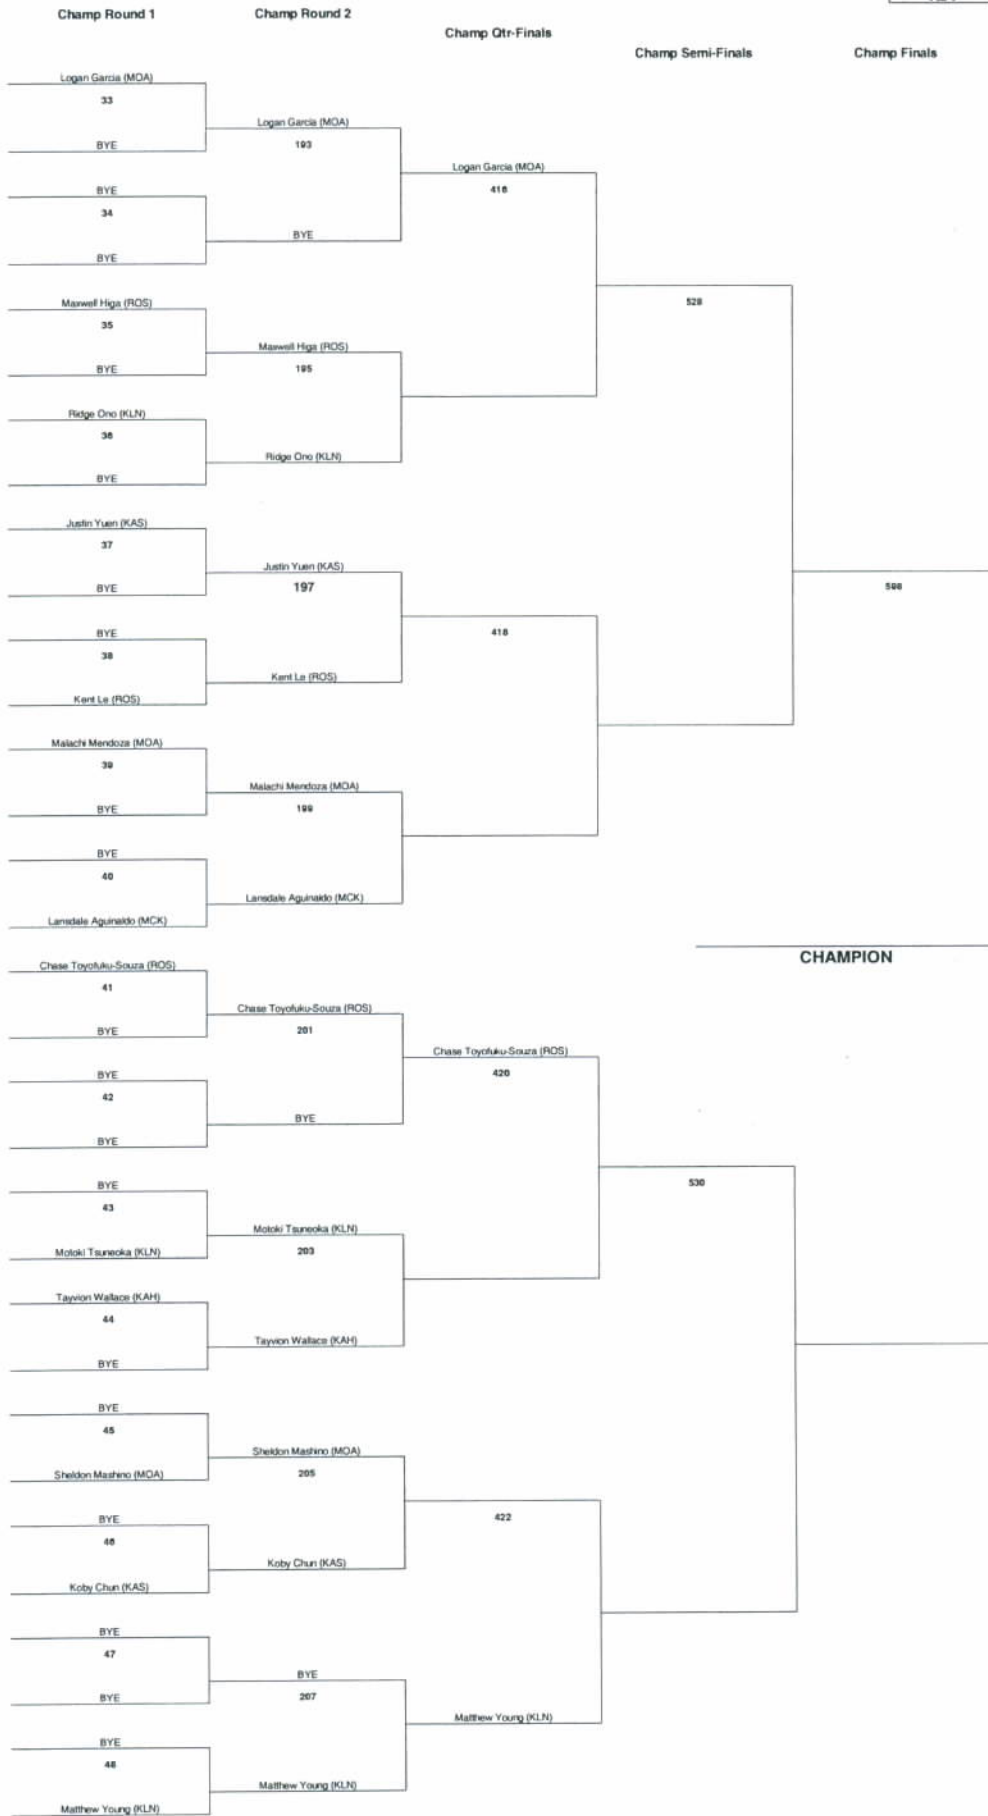 Champ Round 1
Champ Round 2
Champ Qtr-Finals
Champ Semi-Finals
Champ Finals
Logan Garcia (MOA)
33
BYE
BYE
34
BYE
Maxwell Higa (ROS)
35
BYE
Ridge Ono (KLN)
36
BYE
Justin Yuen (KAS)
37
BYE
BYE
38
Kent Le (ROS)
Malachi Mendoza (MOA)
39
BYE
BYE
40
Lansdale Aguinaldo (MCK)
Chase Toyofuku-Souza (ROS)
41
BYE
BYE
42
BYE
BYE
43
Motoki Tsuneoka (KLN)
Tayvion Wallace (KAH)
44
BYE
BYE
45
Sheldon Mashino (MOA)
BYE
46
Koby Chun (KAS)
BYE
47
BYE
BYE
48
Matthew Young (KLN)
Logan Garcia (MOA)
193
BYE
Maxwell Higa (ROS)
195
Ridge Ono (KLN)
Justin Yuen (KAS)
197
Kent Le (ROS)
Malachi Mendoza (MOA)
199
Lansdale Aguinaldo (MCK)
Chase Toyofuku-Souza (ROS)
201
BYE
Motoki Tsuneoka (KLN)
203
Tayvion Wallace (KAH)
Sheldon Mashino (MOA)
205
Koby Chun (KAS)
BYE
207
Matthew Young (KLN)
Logan Garcia (MOA)
416
418
Chase Toyofuku-Souza (ROS)
420
422
Matthew Young (KLN)
528
530
CHAMPION